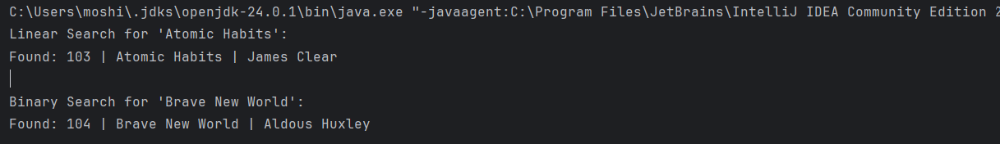 C:\Users\moshi\.jdks\openjdk-24.0.1\bin\java.exe "-javaagent:C:\Program Files\JetBrains\IntelliJ IDEA Community Edition 2
Linear Search for 'Atomic Habits':
Found: 103 | Atomic Habits | James Clear
Binary Search for 'Brave New World':
Found: 104 | Brave New World | Aldous Huxley